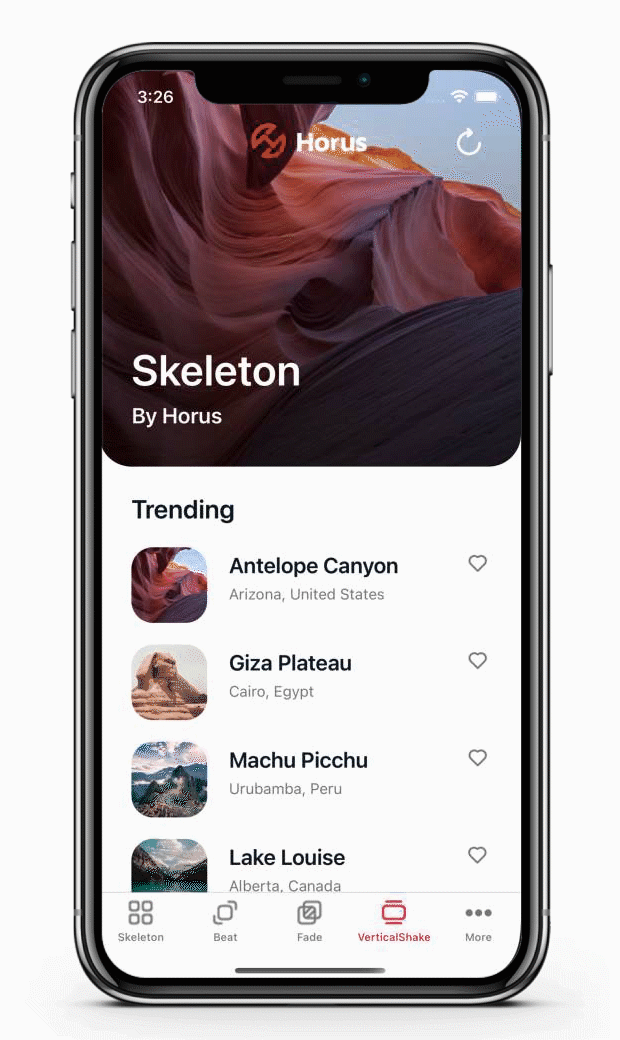 3:26
Horus
Skeleton
By Horus
Trending
Antelope Canyon
Arizona, United States
Giza Plateau
Cairo, Egypt
Machu Picchu
Urubamba, Peru
Lake Louise
Alberta, Canada
Skeleton Beat Fade VerticalShake More